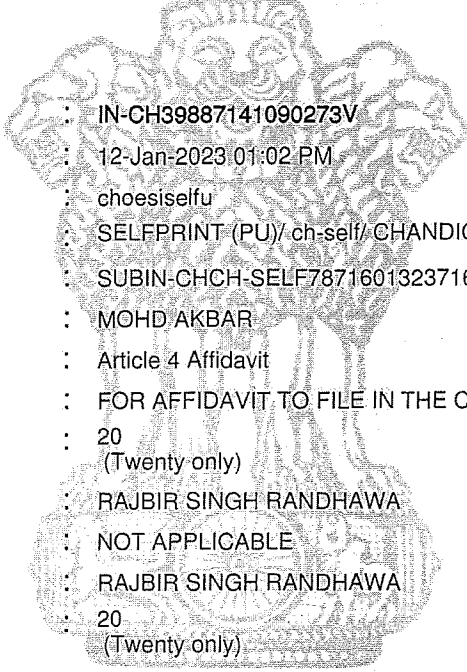 : IN-CH39887141090273V
: 12-Jan-2023 01:02 PM
: choesiselfu
: SELFPRINT (PU)/ ch-self/ CHANDIG
: SUBIN-CHCH-SELF7871601323716
: MOHD AKBAR
: Article 4 Affidavit
: FOR AFFIDAVIT TO FILE IN THE C
: 20
(Twenty only)
: RAJBIR SINGH RANDHAWA
: NOT APPLICABLE
: RAJBIR SINGH RANDHAWA
: 20
(Twenty only)